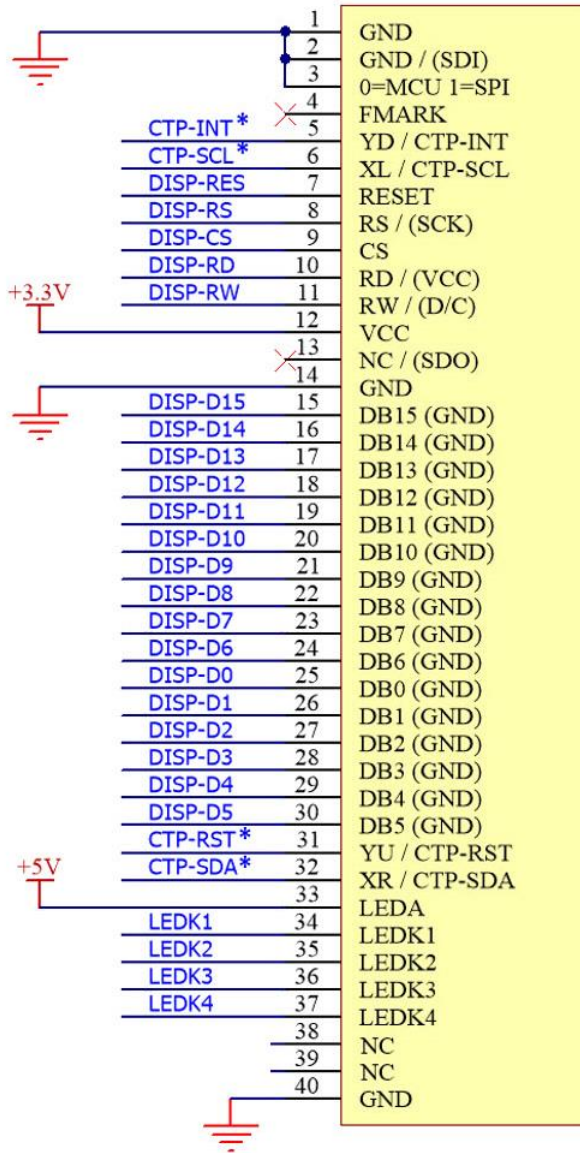 1 GND
2 GND / (SDI)
3 0=MCU 1=SPI
4 FMARK
CTP-INT* 5 YD / CTP-INT
CTP-SCL* 6 XL / CTP-SCL
DISP-RES 7 RESET
DISP-RS 8 RS / (SCK)
DISP-CS 9 CS
DISP-RD 10 RD / (VCC)
+3.3V DISP-RW 11 RW / (D/C)
12 VCC
13 NC / (SDO)
14 GND
DISP-D15 15 DB15 (GND)
DISP-D14 16 DB14 (GND)
DISP-D13 17 DB13 (GND)
DISP-D12 18 DB12 (GND)
DISP-D11 19 DB11 (GND)
DISP-D10 20 DB10 (GND)
DISP-D9 21 DB9 (GND)
DISP-D8 22 DB8 (GND)
DISP-D7 23 DB7 (GND)
DISP-D6 24 DB6 (GND)
DISP-D0 25 DB0 (GND)
DISP-D1 26 DB1 (GND)
DISP-D2 27 DB2 (GND)
DISP-D3 28 DB3 (GND)
DISP-D4 29 DB4 (GND)
DISP-D5 30 DB5 (GND)
CTP-RST* 31 YU / CTP-RST
+5V CTP-SDA* 32 XR / CTP-SDA
33 LEDA
LEDK1 34 LEDK1
LEDK2 35 LEDK2
LEDK3 36 LEDK3
LEDK4 37 LEDK4
38 NC
39 NC
40 GND